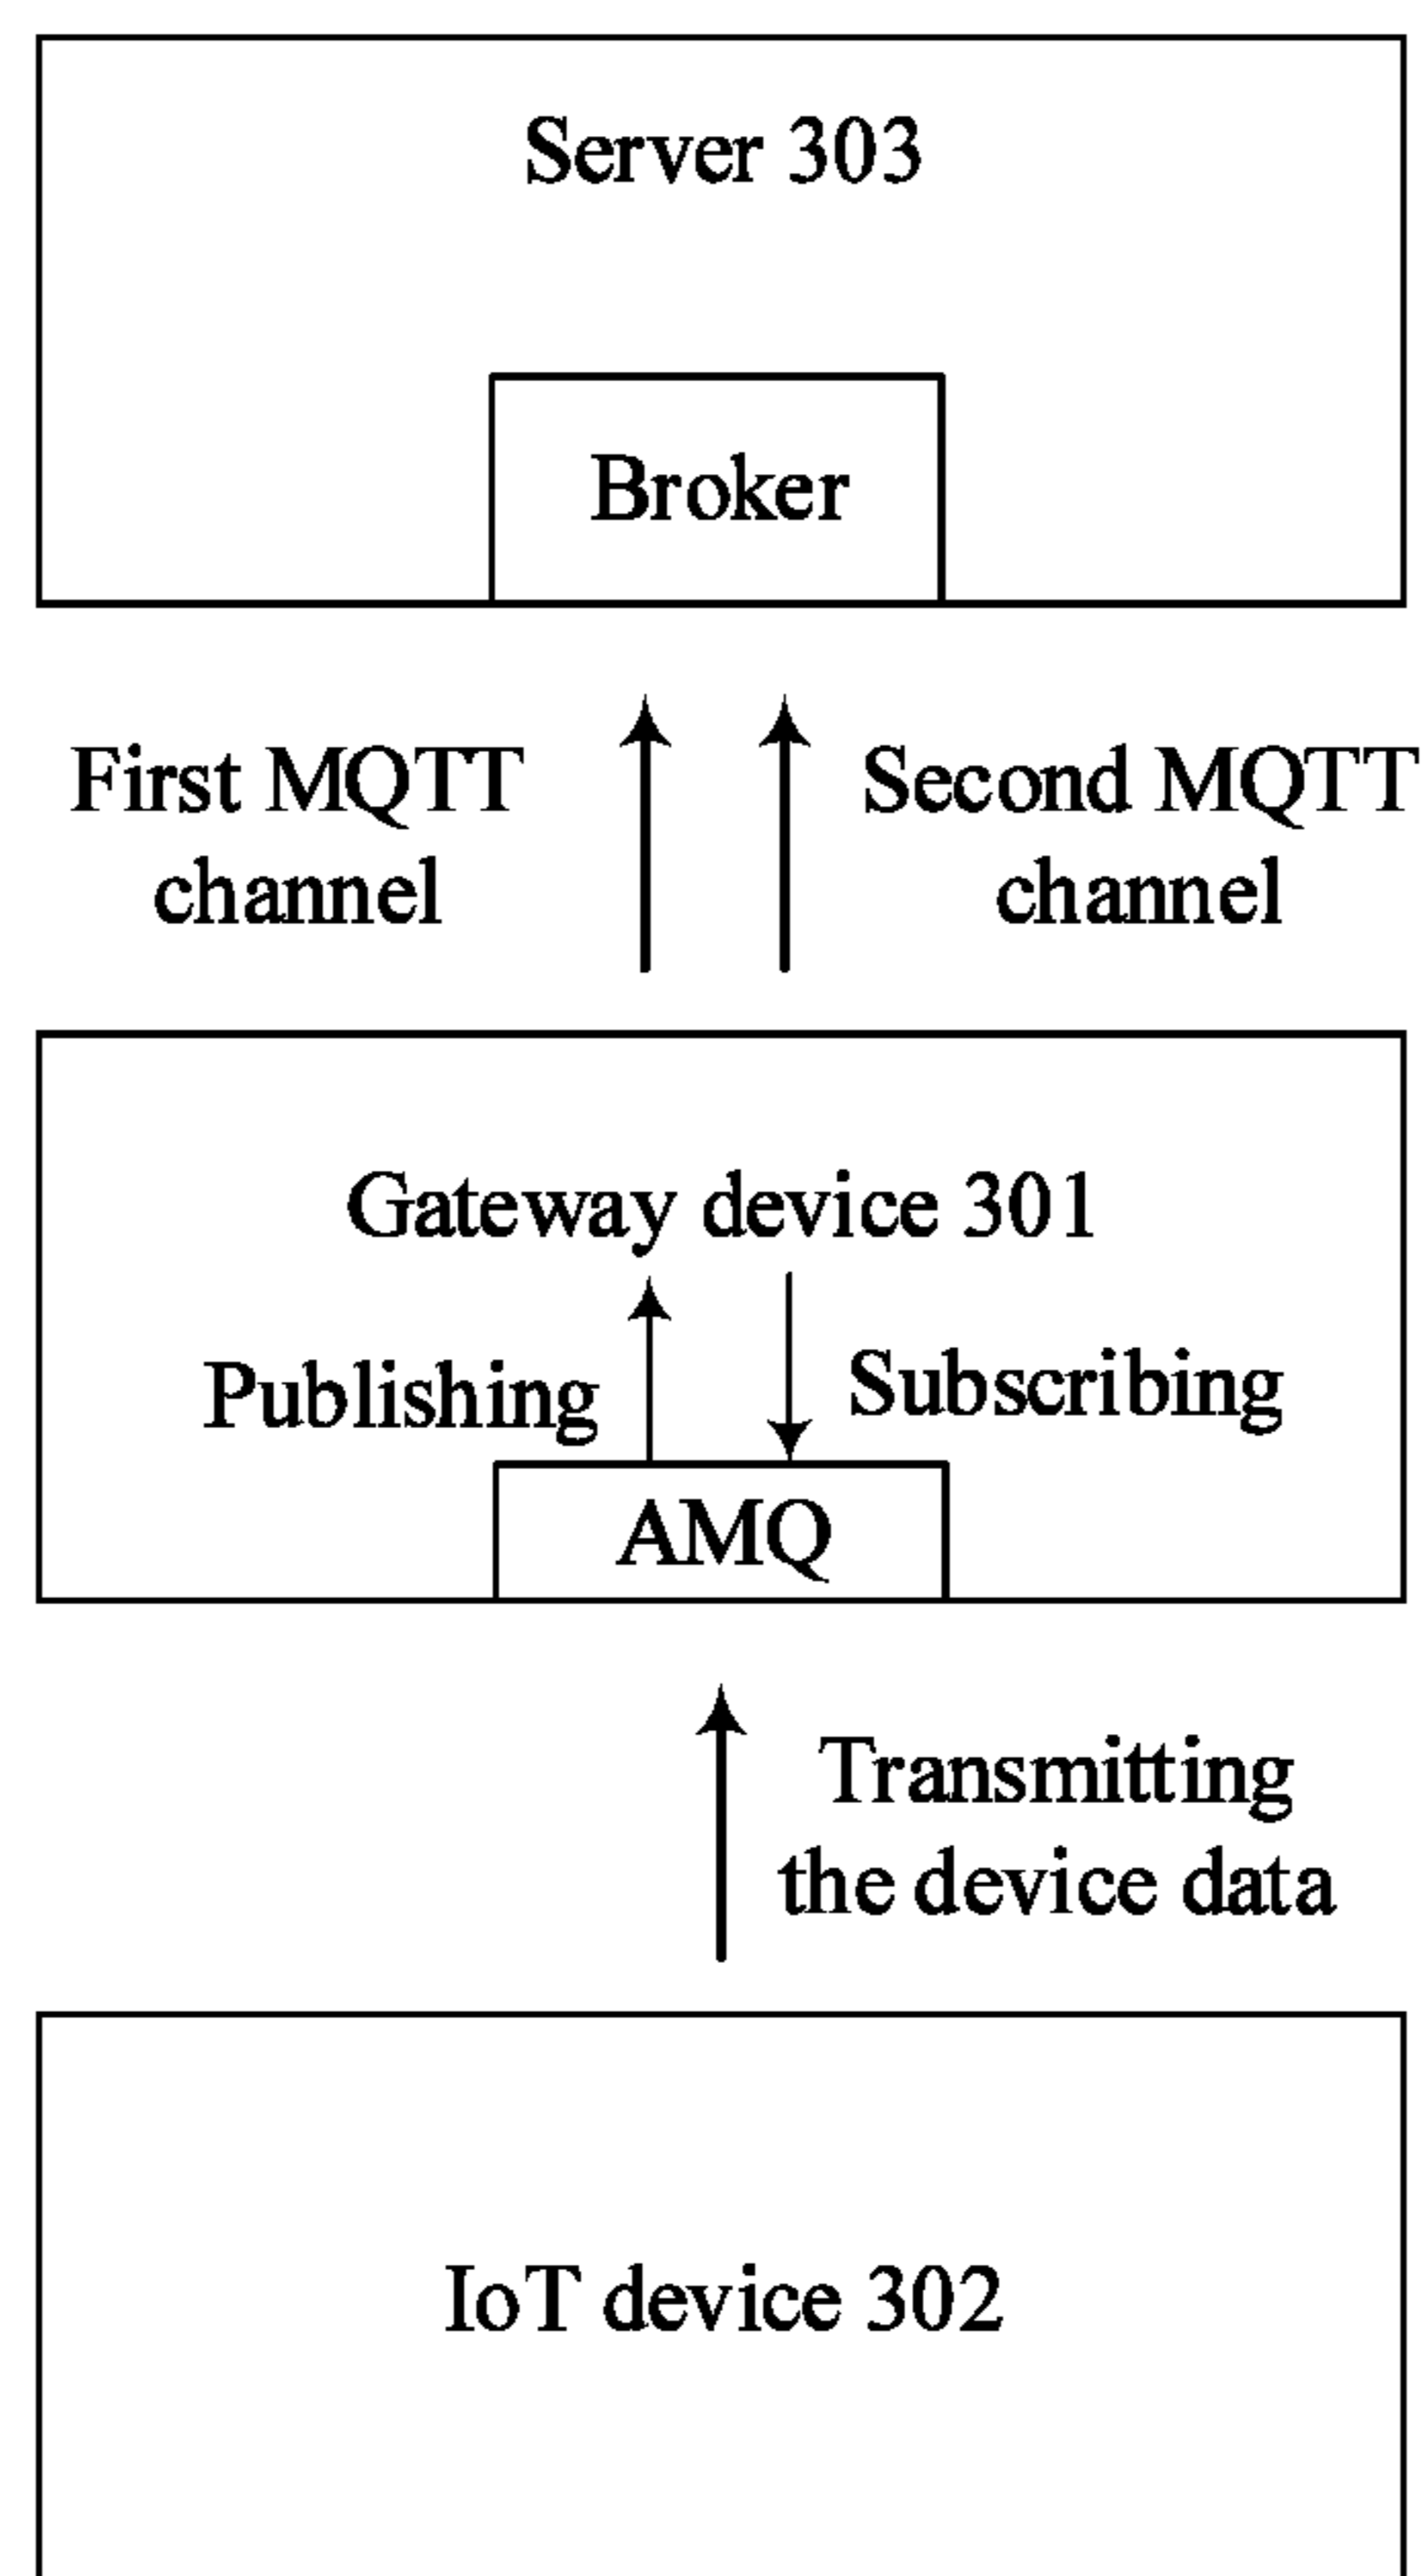 Server 303
Broker
First MQTT
channel
Second MQTT
channel
Gateway device 301
Publishing
Subscribing
AMQ
Transmitting
the device data
IoT device 302